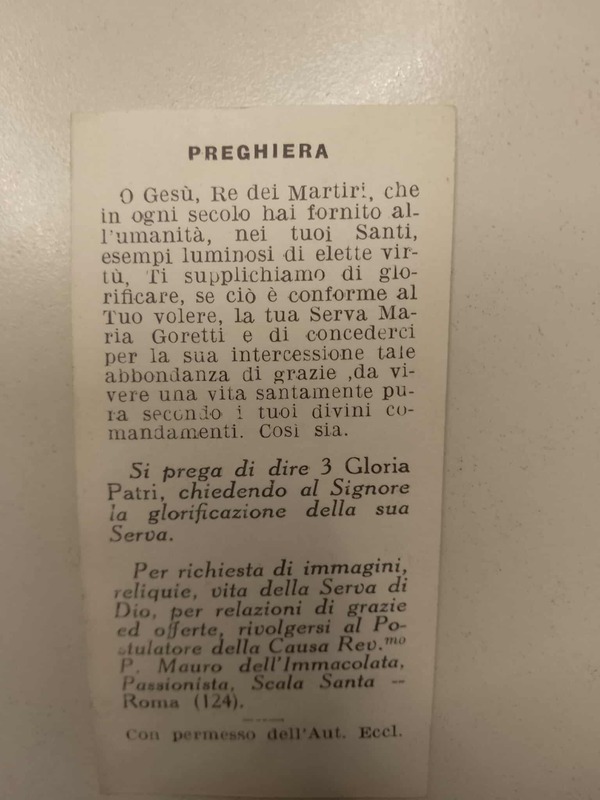 PREGHIERA
O Gesù, Re dei Martiri, che
in ogni secolo hai fornito al-
l'umanità, nei tuoi Santi,
esempi luminosi di elette vir-
tù, Ti supplichiamo di glo-
rificare, se ciò è conforme al
Tuo volere, la tua Serva Ma-
ria Goretti e di concederci
per la sua intercessione tale
abbondanza di grazie ,da vi-
vere una vita santamente pu-
ra secondo i tuoi divini co-
mandamenti. Così sia.
Si prega di dire 3 Gloria
Patri, chiedendo al Signore
la glorificazione della sua
Serva.
Per richiesta di immagini,
reliquie, vita della Serva di
Dio, per relazioni di grazie
ed offerte, rivolgersi al Po-
stulatore della Causa Rev.mo
P. Mauro dell'Immacolata,
Passionista, Scala Santa --
Roma (124).
Con permesso dell'Aut. Eccl.